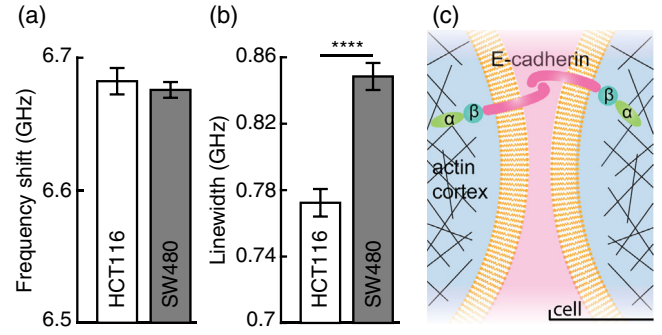 (a)
Frequency shift (GHz)
6.7
6.6
6.5
HCT116
SW480
(b)
Linewidth (GHz)
0.86
0.82
0.78
0.74
0.7
****
HCT116
SW480
(c)
E-cadherin
α
β
β
α
actin
cortex
cell